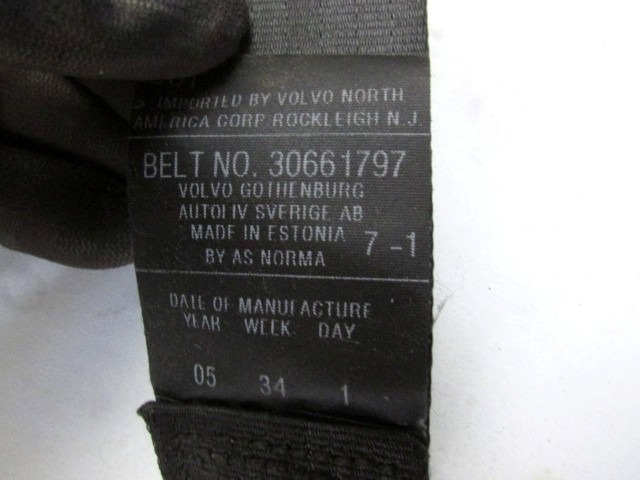 IMPORTED BY VOLVO NORTH
AMERICA CORP ROCKLEIGH N.J.
BELT NO. 30661797
VOLVO GOTHENBURG
AUTOLIV SVERIGE AB
MADE IN ESTONIA 7-1
BY AS NORMA
DATE OF MANUFACTURE
YEAR WEEK DAY
05 34 1